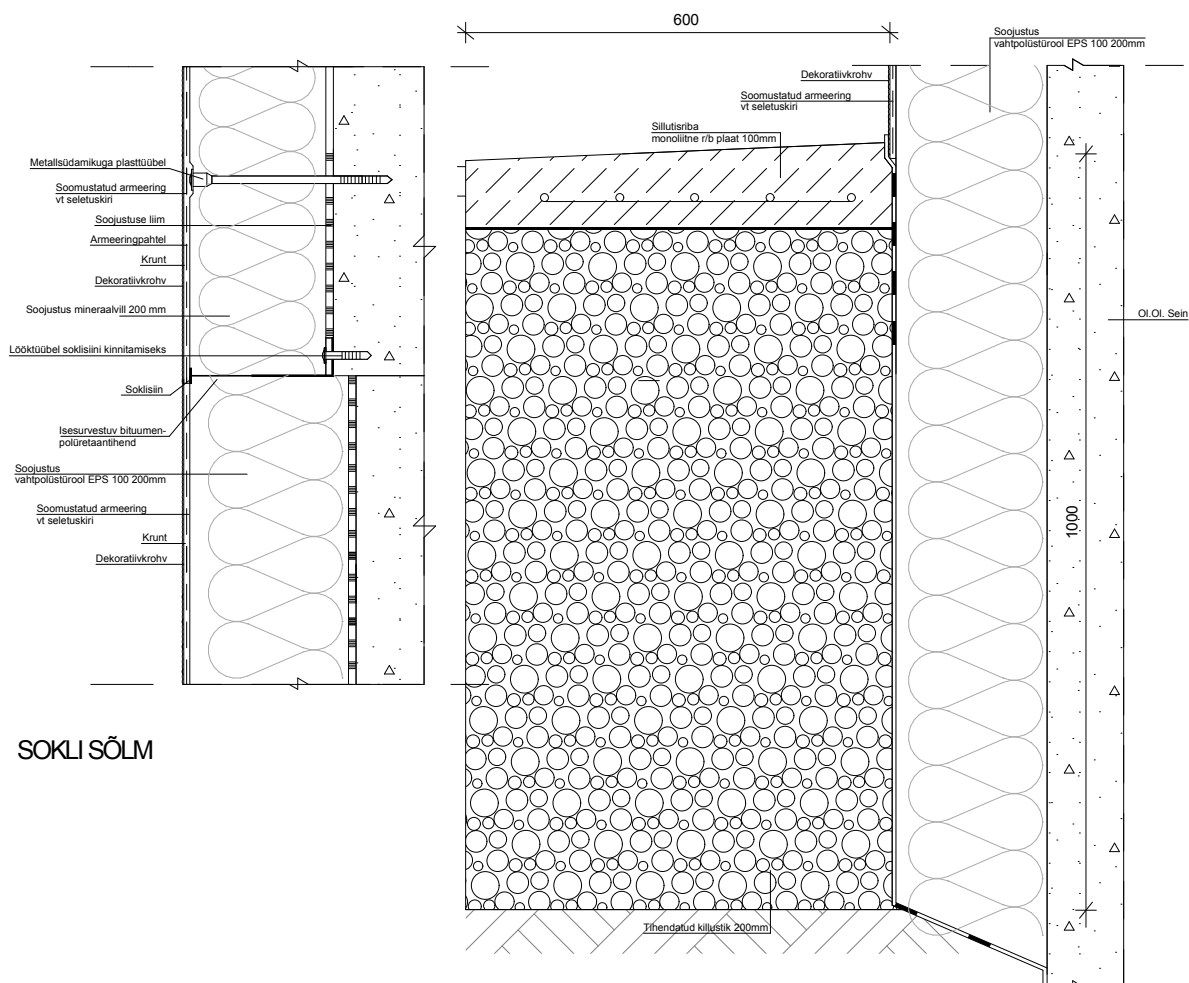 Metallsüdamikuga plasttüübel
Soomustatud armeering
vt seletuskiri
Soojustuse liim
Armeeringpahtel
Krunt
Dekoratiivkrohv
Soojustus mineraalvill 200 mm
Lööktüübel soklisiini kinnitamiseks
Soklisiin
Isesurvestuv bituumen-
polüretaantihend
Soojustus
vahtpolüstürool EPS 100 200mm
Soomustatud armeering
vt seletuskiri
Krunt
Dekoratiivkrohv
SOKLI SÕLM
600
Soojustus
vahtpolüstürool EPS 100 200mm
Dekoratiivkrohv
Soomustatud armeering
vt seletuskiri
Sillutisriba
monoliitne r/b plaat 100mm
Ol.Ol. Sein
1000
Tihendatud killustik 200mm